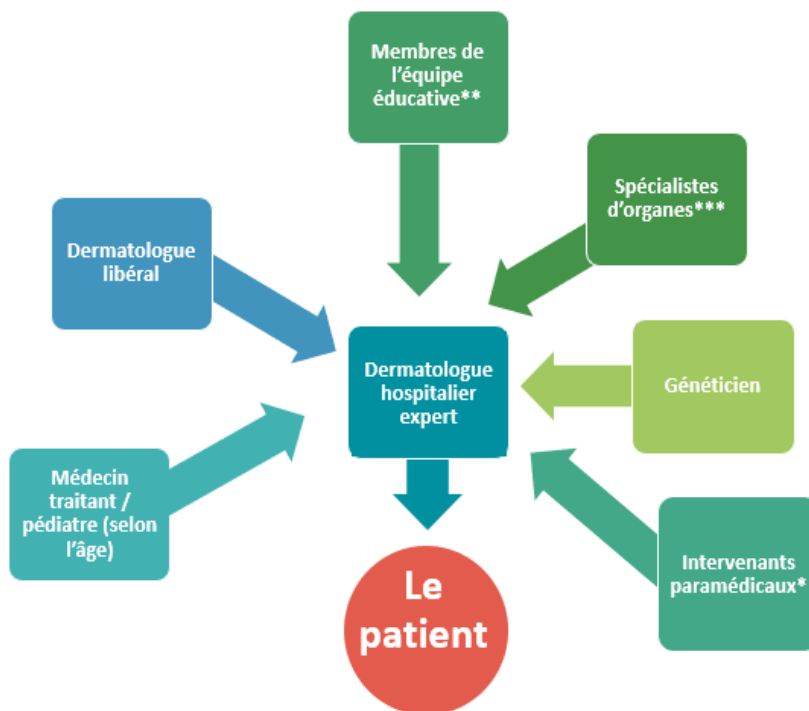 Membres de
l'équipe
éducative**
Spécialistes
d'organes***
Dermatologue
libéral
Dermatologue
hospitalier
expert
Généticien
Médecin
traitant /
pédiatre (selon
l'âge)
Intervenants
paramédicaux*
Le
patient